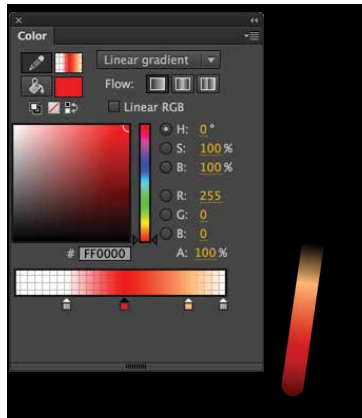 Color
Linear gradient
Flow:
Linear RGB
H: 0 °
S: 100 %
B: 100 %
R: 255
G: 0
B: 0
# FF0000
A: 100 %